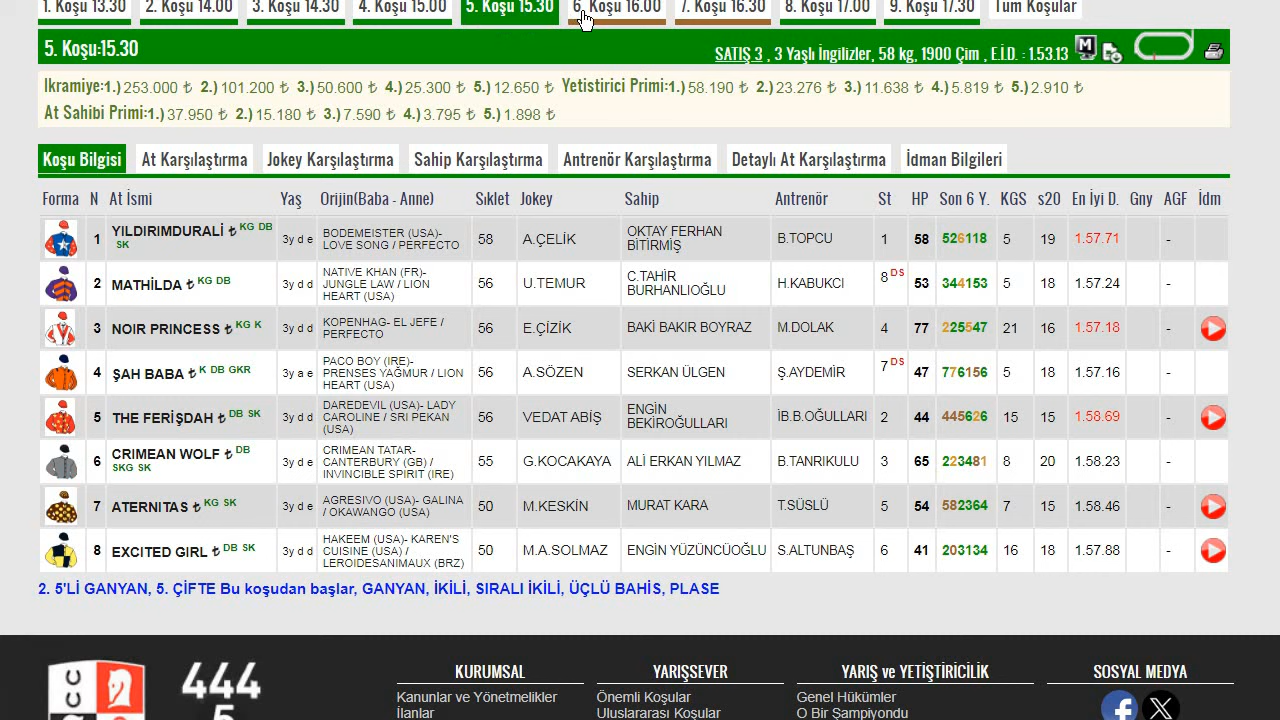 1. Koşu 13.30 2. Koşu 14.00 3. Koşu 14.30 4. Koşu 15.00 5. Koşu 15.30 6. Koşu 16.00 7. Koşu 16.30 8. Koşu 17.00 9. Koşu 17.30 Tüm Koşular
5. Koşu:15.30 SATIŞ 3 , 3 Yaşlı İngilizler, 58 kg, 1900 Çim , E.İ.D. : 1.53.13 M
İkramiye:1.) 253.000 ₺ 2.) 101.200 ₺ 3.) 50.600 ₺ 4.) 25.300 ₺ 5.) 12.650 ₺ Yetistirici Primi:1.) 58.190 ₺ 2.) 23.276 ₺ 3.) 11.638 ₺ 4.) 5.819 ₺ 5.) 2.910 ₺
At Sahibi Primi:1.) 37.950 ₺ 2.) 15.180 ₺ 3.) 7.590 ₺ 4.) 3.795 ₺ 5.) 1.898 ₺
Koşu Bilgisi At Karşılaştırma Jokey Karşılaştırma Sahip Karşılaştırma Antrenör Karşılaştırma Detaylı At Karşılaştırma İdman Bilgileri
Forma N At İsmi Yaş Orijin(Baba - Anne) Sıklet Jokey Sahip Antrenör St HP Son 6 Y. KGS s20 En İyi D. Gny AGF İdm
1 YILDIRIMDURALİ ₺ KG DB SK 3y d e BODEMEISTER (USA)- LOVE SONG / PERFECTO 58 A.ÇELİK OKTAY FERHAN BİTİRMİŞ B.TOPCU 1 58 526118 5 19 1.57.71 -
2 MATHİLDA ₺ KG DB 3y d d NATIVE KHAN (FR)- JUNGLE LAW / LION HEART (USA) 56 U.TEMUR C.TAHİR BURHANLIOĞLU H.KABUKCI 8 DS 53 344153 5 18 1.57.24 -
3 NOIR PRINCESS ₺ KG K 3y d d KOPENHAG- EL JEFE / PERFECTO 56 E.ÇİZİK BAKİ BAKIR BOYRAZ M.DOLAK 4 77 225547 21 16 1.57.18 -
4 ŞAH BABA ₺ K DB GKR 3y a e PACO BOY (IRE)- PRENSES YAĞMUR / LION HEART (USA) 56 A.SÖZEN SERKAN ÜLGEN Ş.AYDEMİR 7 DS 47 776156 5 18 1.57.16 -
5 THE FERİŞDAH ₺ DB SK 3y d d DAREDEVIL (USA)- LADY CAROLINE / SRI PEKAN (USA) 56 VEDAT ABİŞ ENGİN BEKİROĞULLARI İB.B.OĞULLARI 2 44 445626 15 15 1.58.69 -
6 CRIMEAN WOLF ₺ DB SKG SK 3y d e CRIMEAN TATAR- CANTERBURY (GB) / INVINCIBLE SPIRIT (IRE) 55 G.KOCAKAYA ALİ ERKAN YILMAZ B.TANRIKULU 3 65 223481 8 20 1.58.23 -
7 ATERNITAS ₺ KG SK 3y d e AGRESIVO (USA)- GALINA / OKAWANGO (USA) 50 M.KESKİN MURAT KARA T.SÜSLÜ 5 54 582364 7 15 1.58.46 -
8 EXCITED GIRL ₺ DB SK 3y d d HAKEEM (USA)- KAREN'S CUISINE (USA) / LEROIDESANIMAUX (BRZ) 50 M.A.SOLMAZ ENGİN YÜZÜNCÜOĞLU S.ALTUNBAŞ 6 41 203134 16 18 1.57.88 -
2. 5'Lİ GANYAN, 5. ÇİFTE Bu koşudan başlar, GANYAN, İKİLİ, SIRALI İKİLİ, ÜÇLÜ BAHİS, PLASE
444 KURUMSAL YARIŞSEVER YARIŞ ve YETİŞTİRİCİLİK SOSYAL MEDYA
Kanunlar ve Yönetmelikler Önemli Koşular Genel Hükümler
İlanlar Uluslararası Koşular O Bir Şampiyondu